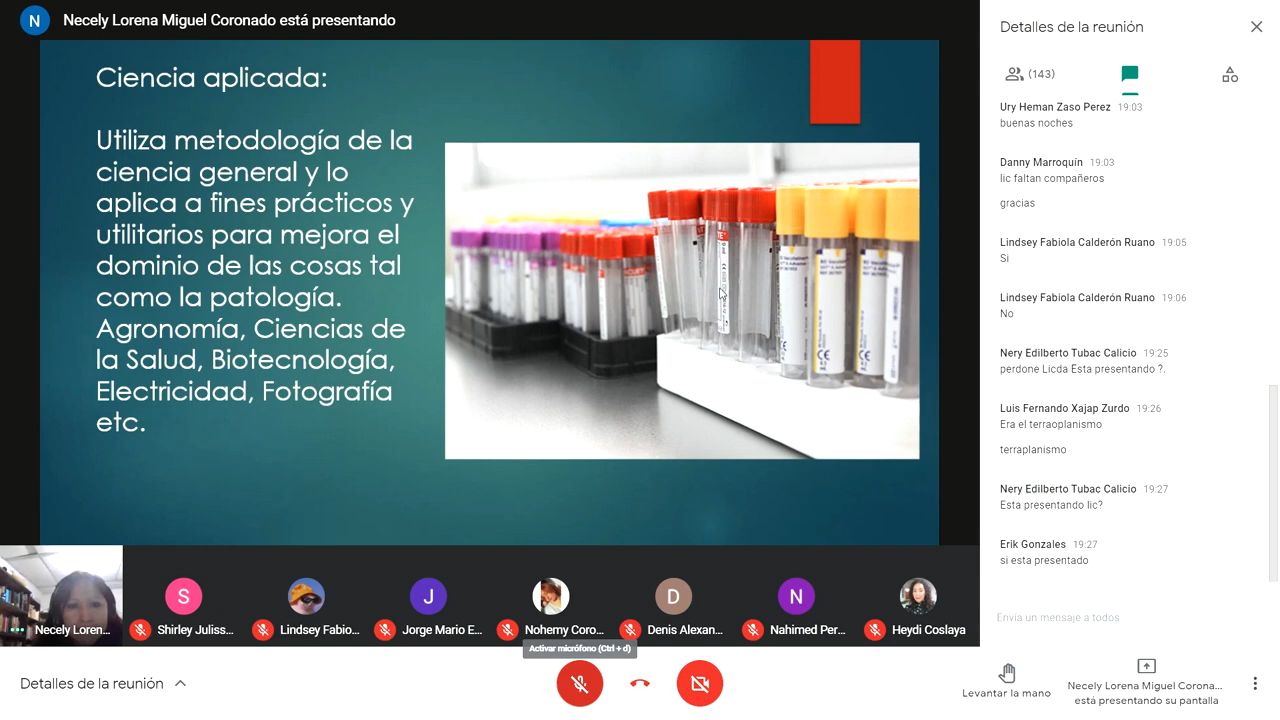 N Necely Lorena Miguel Coronado está presentando
Ciencia aplicada:
Utiliza metodología de la
ciencia general y lo
aplica a fines prácticos y
utilitarios para mejora el
dominio de las cosas tal
como la patología.
Agronomía, Ciencias de
la Salud, Biotecnología,
Electricidad, Fotografía
etc.
Necely Loren...
S
Shirley Juliss...
Lindsey Fabio...
J
Jorge Mario E...
Nohemy Coro...
D
Denis Alexan...
N
Nahimed Per...
Heydi Coslaya
Activar micrófono (Ctrl + d)
Detalles de la reunión
Detalles de la reunión
(143)
Ury Heman Zaso Perez 19:03
buenas noches
Danny Marroquín 19:03
lic faltan compañeros
gracias
Lindsey Fabiola Calderón Ruano 19:05
Si
Lindsey Fabiola Calderón Ruano 19:06
No
Nery Edilberto Tubac Calicio 19:25
perdone Licda Esta presentando ?.
Luis Fernando Xajap Zurdo 19:26
Era el terraoplanismo
terraplanismo
Nery Edilberto Tubac Calicio 19:27
Esta presentando lic?
Erik Gonzales 19:27
si esta presentado
Envía un mensaje a todos
Levantar la mano
Necely Lorena Miguel Corona...
está presentando su pantalla